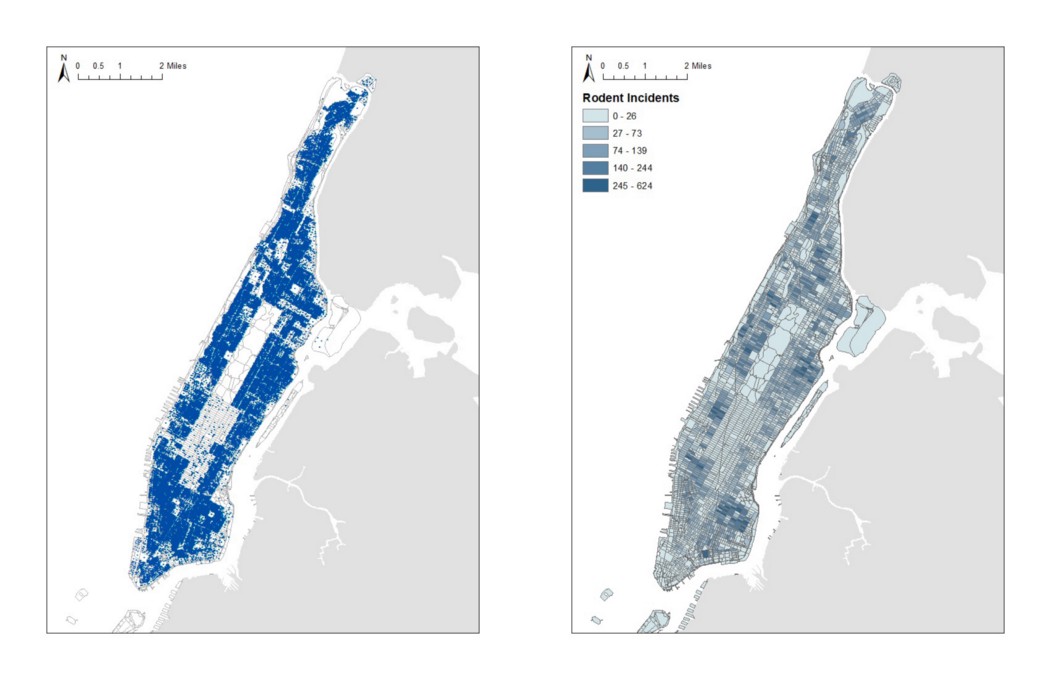 N
0 0.5 1 2 Miles
N
0 0.5 1 2 Miles
Rodent Incidents
0 - 26
27 - 73
74 - 139
140 - 244
245 - 624